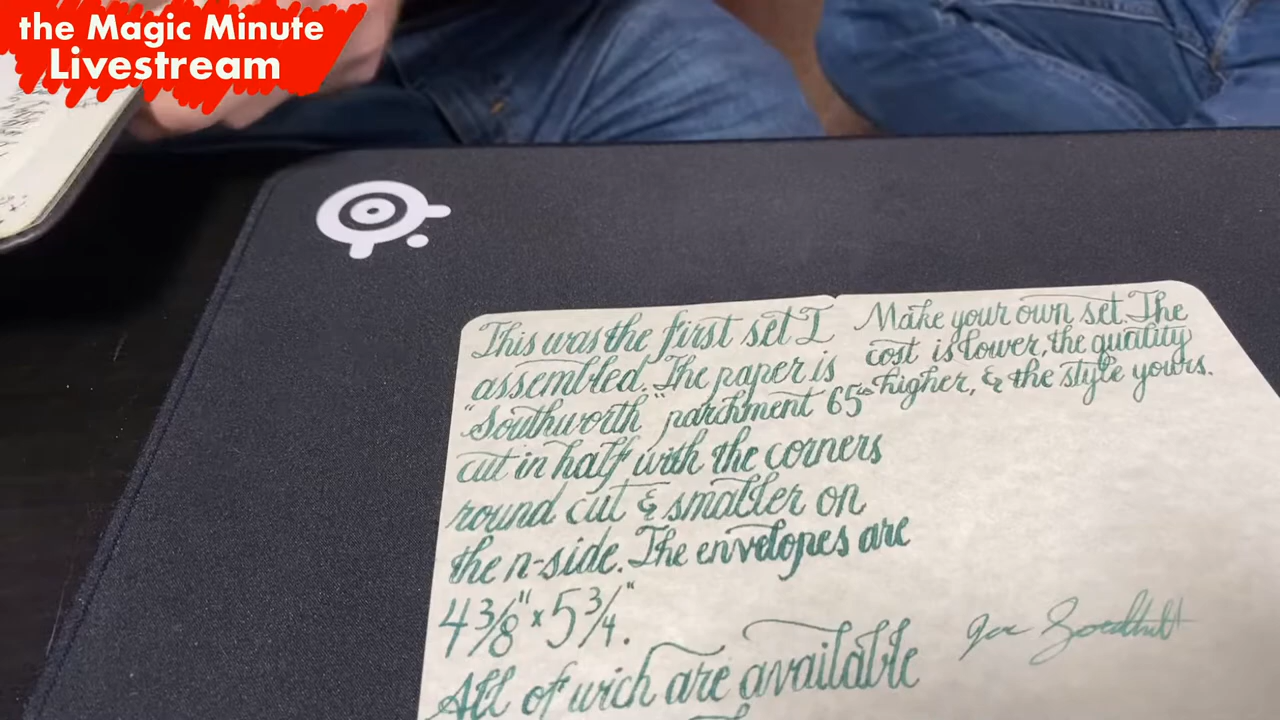 the Magic Minute
Livestream
This was the first set I
assembled. The paper is
"Southworth" parchment 65
cut in half with the corners
round cut & smaller on
the n-side. The envelopes are
4 3/8" x 5 3/4".
All of wich are available
Make your own set. The
cost is lower, the quality
higher, & the style yours.